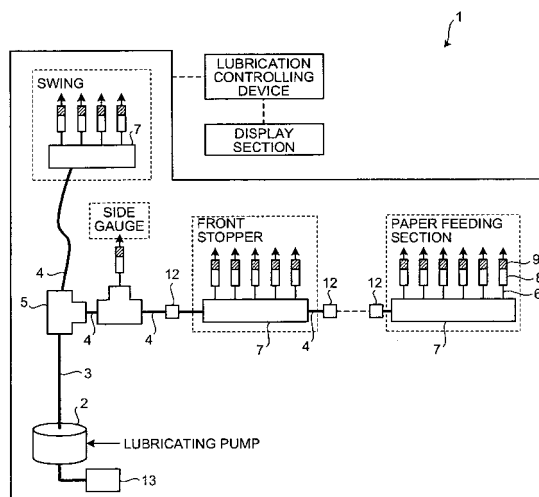 1
LUBRICATION
CONTROLLING
DEVICE
DISPLAY
SECTION
SWING
7
SIDE
GAUGE
FRONT
STOPPER
PAPER FEEDING
SECTION
9
8
6
4
5
12
12
12
4
4
7
4
7
3
2
LUBRICATING PUMP
13